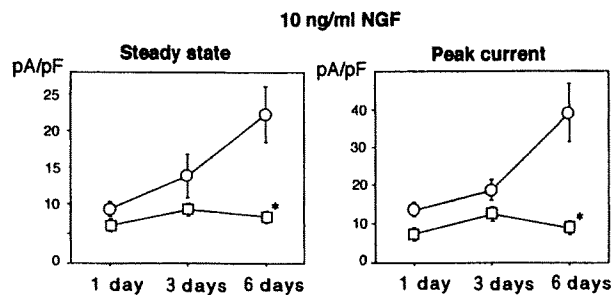 10 ng/ml NGF
Steady state
pA/pF
25
20
15
10
0
1 day 3 days 6 days
*
Peak current
pA/pF
40
30
20
10
0
1 day 3 days 6 days
*